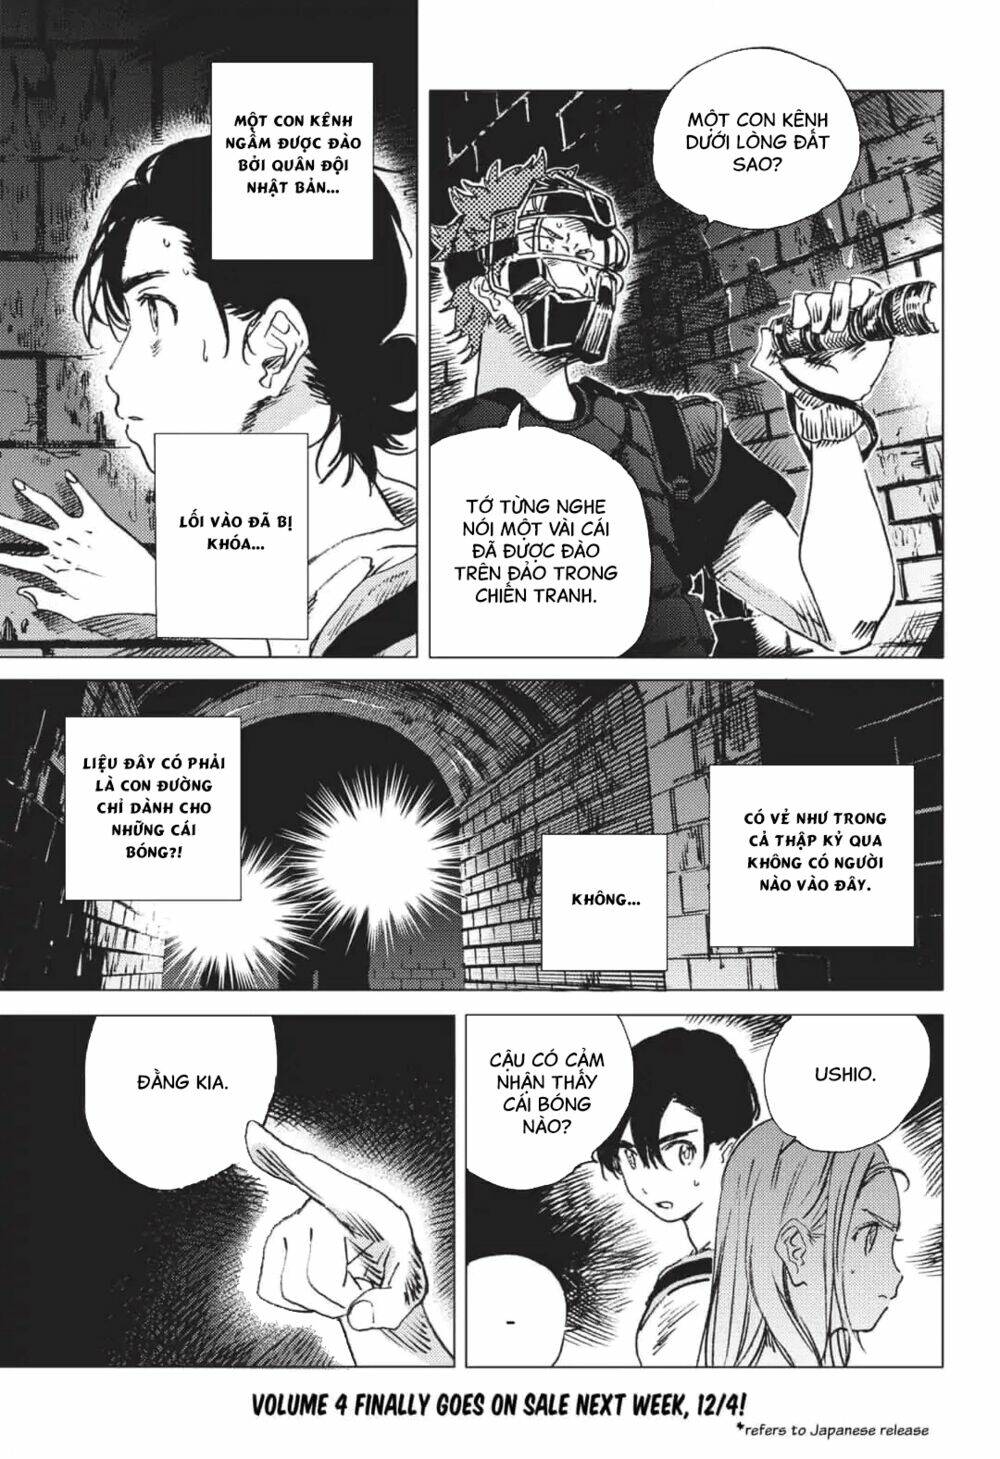 MỘT CON KÊNH
DƯỚI LÒNG ĐẤT
SAO?
TỚ TỪNG NGHE
NÓI MỘT VÀI CÁI
ĐÃ ĐƯỢC ĐÀO
TRÊN ĐẢO TRONG
CHIẾN TRANH.
MỘT CON KÊNH
NGẦM ĐƯỢC ĐÀO
BỞI QUÂN ĐỘI
NHẬT BẢN...
LỐI VÀO ĐÃ BỊ
KHÓA...
CÓ VẺ NHƯ TRONG
CẢ THẬP KỶ QUA
KHÔNG CÓ NGƯỜI
NÀO VÀO ĐÂY.
KHÔNG...
LIỆU ĐÂY CÓ PHẢI
LÀ CON ĐƯỜNG
CHỈ DÀNH CHO
NHỮNG CÁI
BÓNG?!
USHIO.
CẬU CÓ CẢM
NHẬN THẤY
CÁI BÓNG
NÀO?
-
ĐẰNG KIA.
VOLUME 4 FINALLY GOES ON SALE NEXT WEEK, 12/4!
*refers to Japanese release